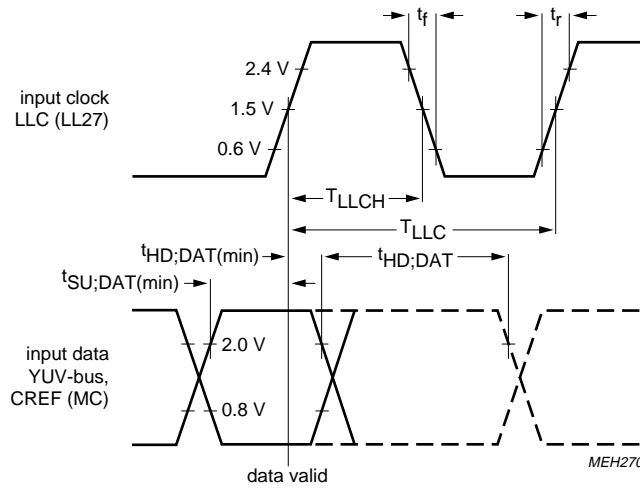 tf
tr
2.4 V
input clock
LLC (LL27)
1.5 V
0.6 V
TLLCH
TLLC
tHD;DAT(min)
tHD;DAT
tSU;DAT(min)
2.0 V
input data
YUV-bus,
CREF (MC)
0.8 V
MEH270
data valid